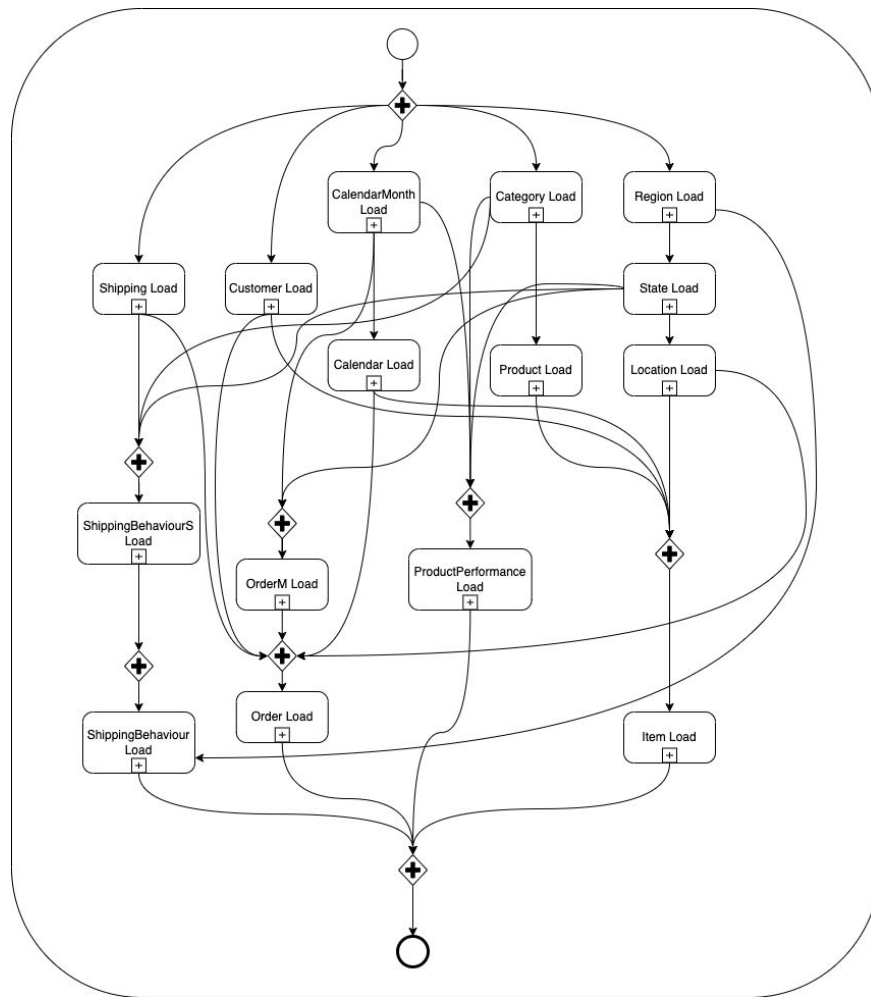 CalendarMonth
Load
Category Load
Region Load
Shipping Load
Customer Load
State Load
Calendar Load
Product Load
Location Load
ShippingBehaviourS
Load
OrderM Load
ProductPerformance
Load
Order Load
ShippingBehaviour
Load
Item Load